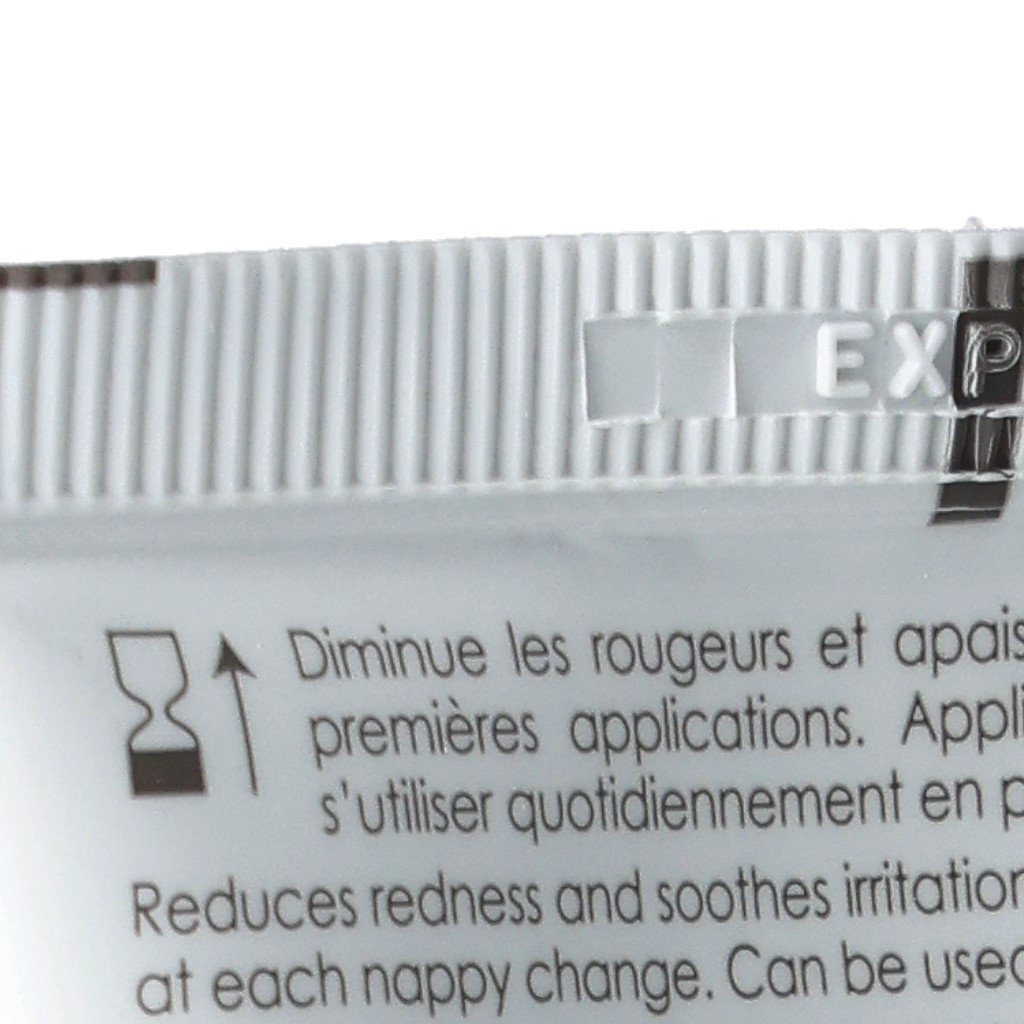 EXP
Diminue les rougeurs et apais
premières applications. Appli
s'utiliser quotidiennement en p
Reduces redness and soothes irritation
at each nappy change. Can be used